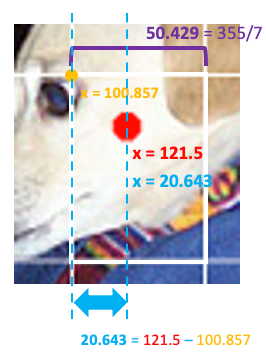 50.429 = 355/7
x = 100.857
x = 121.5
x = 20.643
20.643 = 121.5 – 100.857